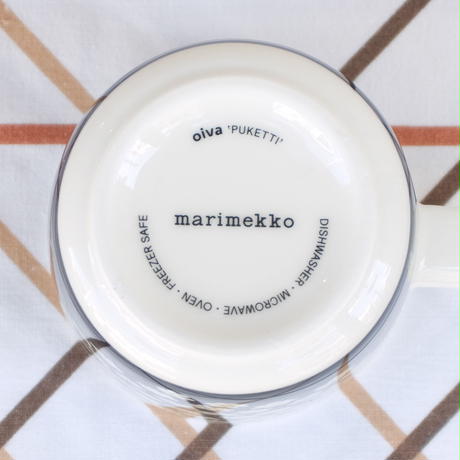 oiva 'PUKETTI'
marimekko
DISHWASHER · MICROWAVE · OVEN · FREEZER SAFE